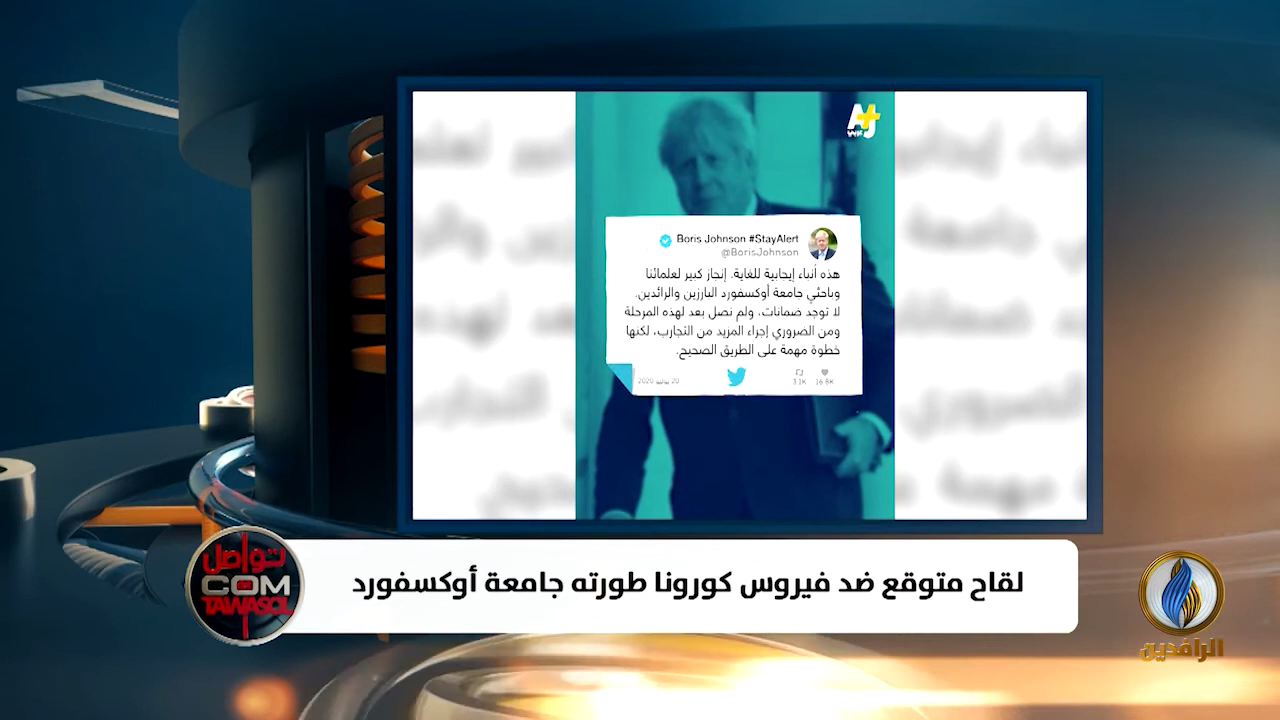 عربي
Boris Johnson #StayAlert
@BorisJohnson
هذه أنباء إيجابية للغاية. إنجاز كبير لعلمائنا
وباحثي جامعة أوكسفورد البارزين والرائدين.
لا توجد ضمانات، ولم نصل بعد لهذه المرحلة
ومن الضروري إجراء المزيد من التجارب، لكنها
خطوة مهمة على الطريق الصحيح.
20 يوليو 2020
3.1K
16.8K
تواصل
COM
TAWASOL
لقاح متوقع ضد فيروس كورونا طورته جامعة أوكسفورد
الرافدين